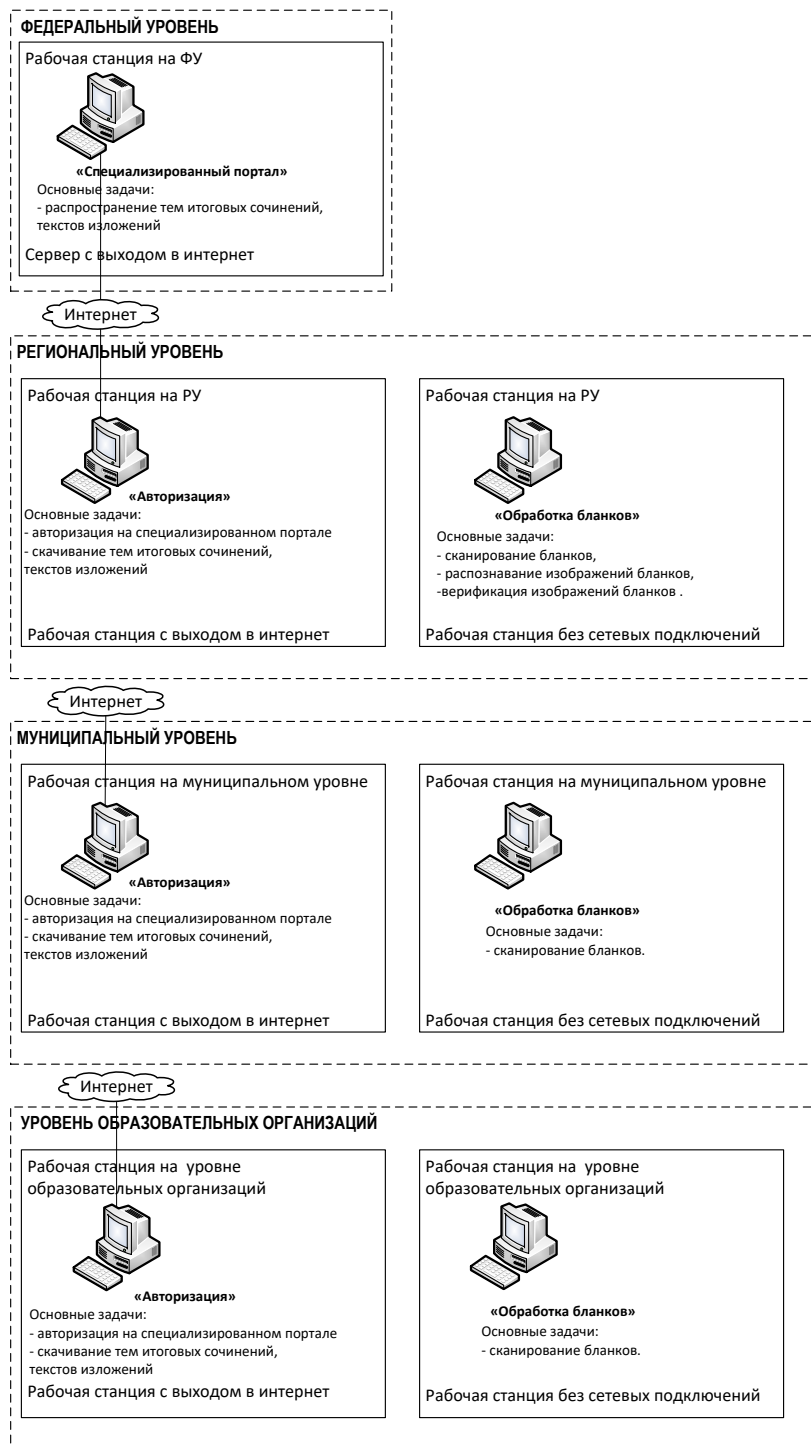 ФЕДЕРАЛЬНЫЙ УРОВЕНЬ
Рабочая станция на ФУ
«Специализированный портал»
Основные задачи:
- распространение тем итоговых сочинений,
текстов изложений
Сервер с выходом в интернет
Интернет
РЕГИОНАЛЬНЫЙ УРОВЕНЬ
Рабочая станция на РУ
«Авторизация»
Основные задачи:
- авторизация на специализированном портале
- скачивание тем итоговых сочинений,
текстов изложений
Рабочая станция с выходом в интернет
Рабочая станция на РУ
«Обработка бланков»
Основные задачи:
- сканирование бланков,
- распознавание изображений бланков,
-верификация изображений бланков .
Рабочая станция без сетевых подключений
Интернет
МУНИЦИПАЛЬНЫЙ УРОВЕНЬ
Рабочая станция на муниципальном уровне
«Авторизация»
Основные задачи:
- авторизация на специализированном портале
- скачивание тем итоговых сочинений,
текстов изложений
Рабочая станция с выходом в интернет
Рабочая станция на муниципальном уровне
«Обработка бланков»
Основные задачи:
- сканирование бланков.
Рабочая станция без сетевых подключений
Интернет
УРОВЕНЬ ОБРАЗОВАТЕЛЬНЫХ ОРГАНИЗАЦИЙ
Рабочая станция на уровне
образовательных организаций
«Авторизация»
Основные задачи:
- авторизация на специализированном портале
- скачивание тем итоговых сочинений,
текстов изложений
Рабочая станция с выходом в интернет
Рабочая станция на уровне
образовательных организаций
«Обработка бланков»
Основные задачи:
- сканирование бланков.
Рабочая станция без сетевых подключений